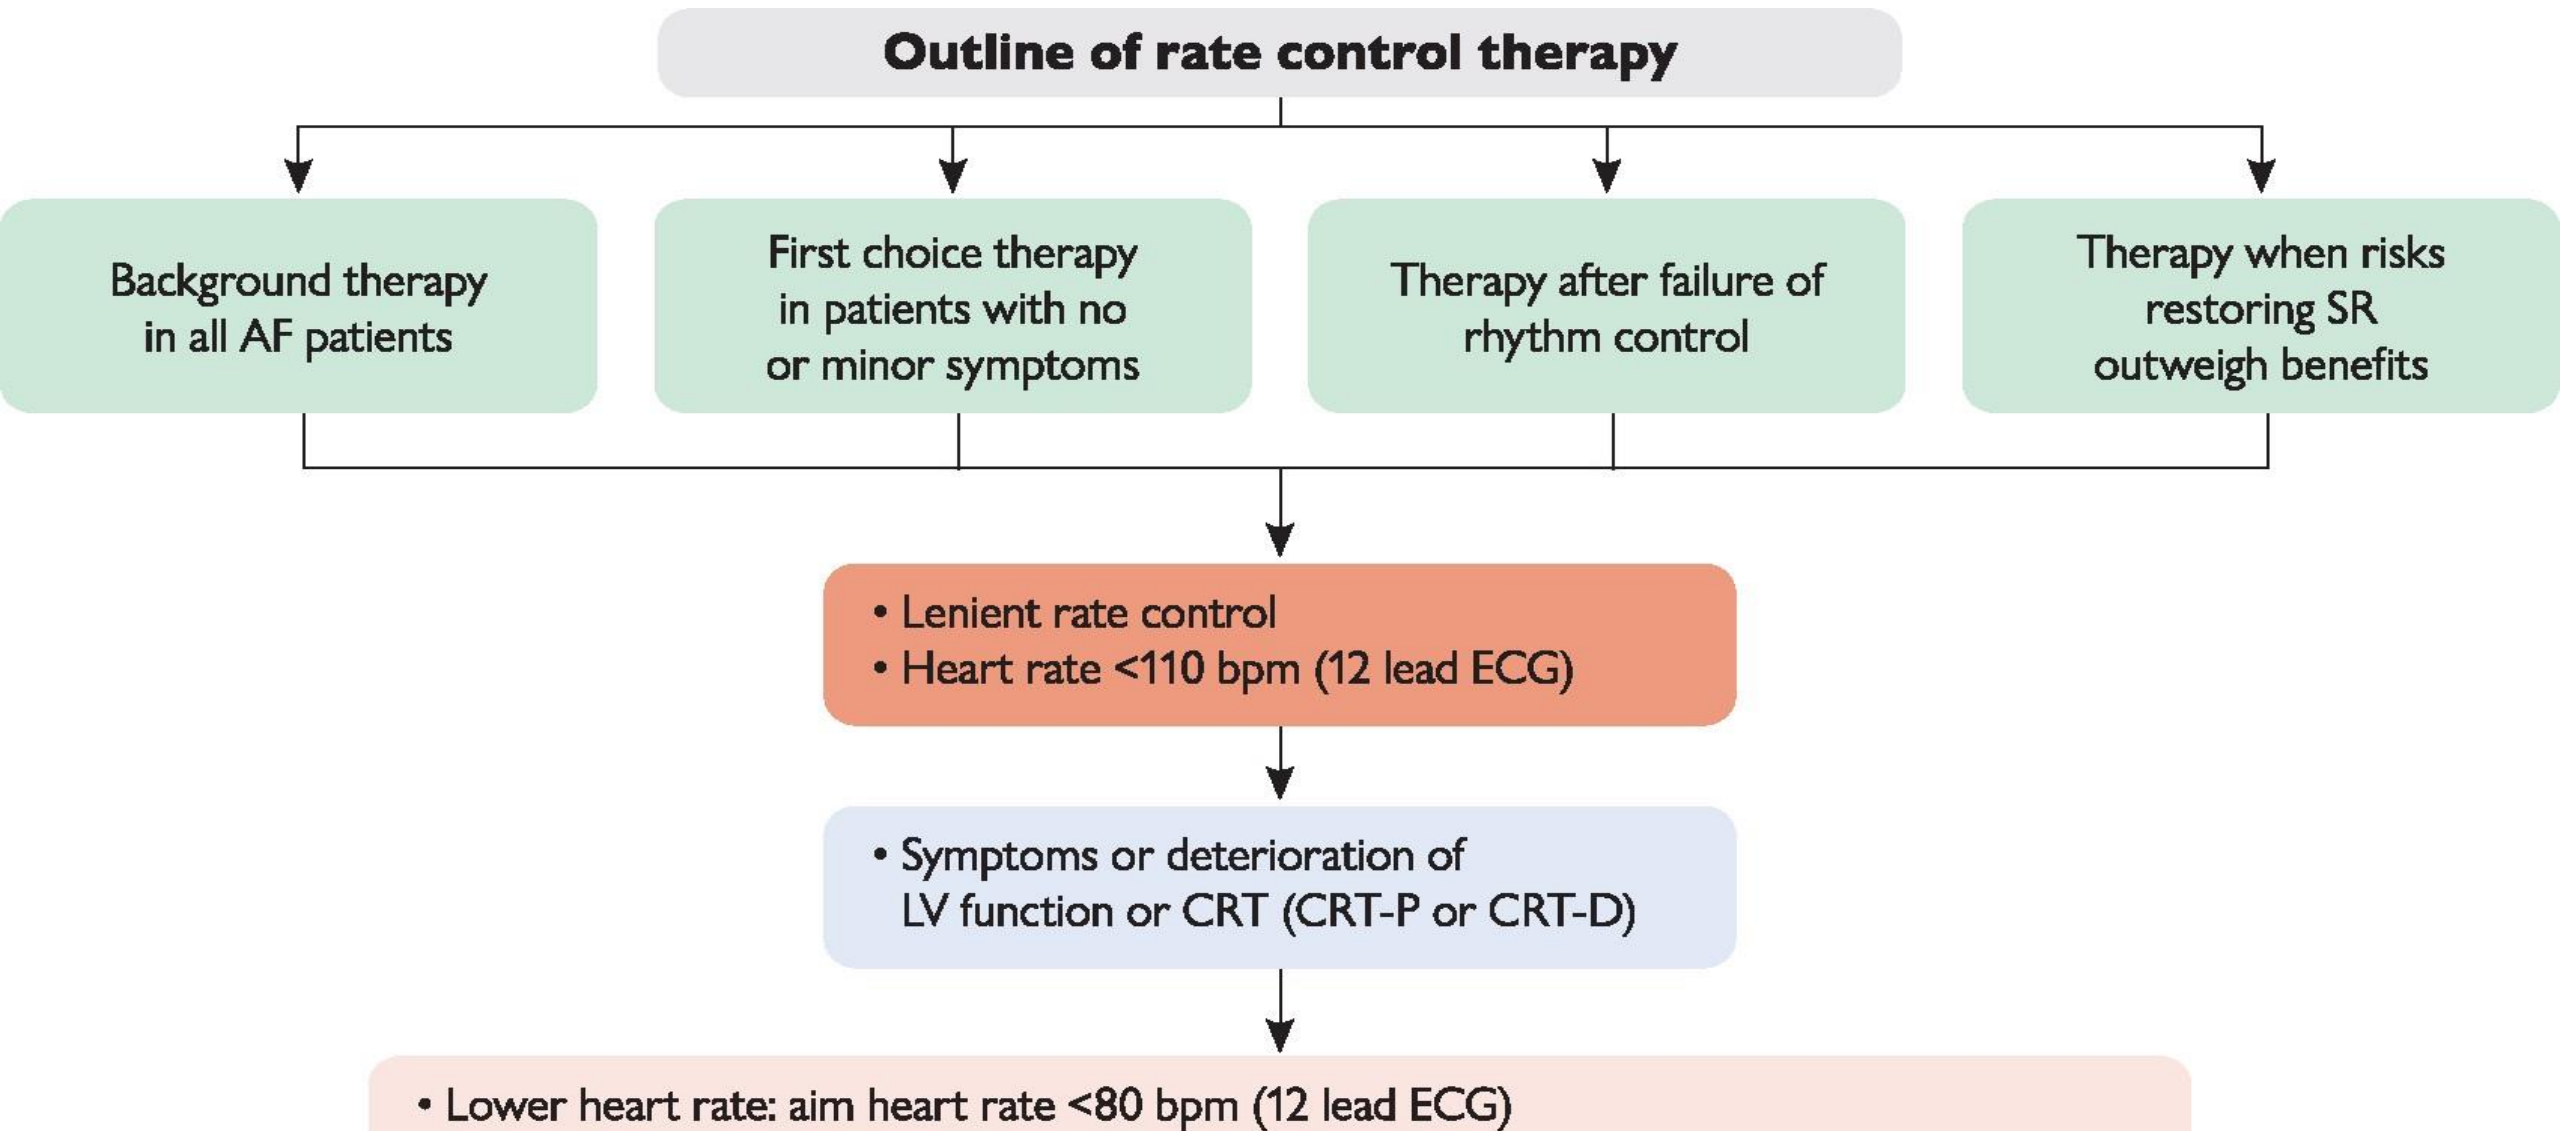 Outline of rate control therapy
Background therapy
in all AF patients
First choice therapy
in patients with no
or minor symptoms
Therapy after failure of
rhythm control
Therapy when risks
restoring SR
outweigh benefits
• Lenient rate control
• Heart rate <110 bpm (12 lead ECG)
• Symptoms or deterioration of
LV function or CRT (CRT-P or CRT-D)
• Lower heart rate: aim heart rate <80 bpm (12 lead ECG)